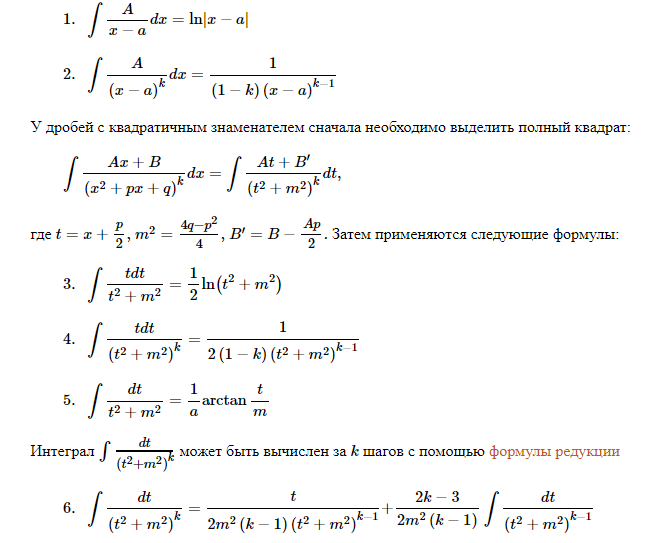 1. ∫ A/(x − a) dx = ln|x − a|
2. ∫ A/(x − a)^k dx = 1/((1 − k)(x − a)^(k−1))
У дробей с квадратичным знаменателем сначала необходимо выделить полный квадрат:
∫ (Ax + B)/(x² + px + q)^k dx = ∫ (At + B′)/(t² + m²)^k dt,
где t = x + p/2, m² = (4q−p²)/4, B′ = B − Ap/2. Затем применяются следующие формулы:
3. ∫ tdt/(t² + m²) = 1/2 ln(t² + m²)
4. ∫ tdt/(t² + m²)^k = 1/(2(1 − k)(t² + m²)^(k−1))
5. ∫ dt/(t² + m²) = 1/a arctan t/m
Интеграл ∫ dt/(t²+m²)^k может быть вычислен за k шагов с помощью формулы редукции
6. ∫ dt/(t² + m²)^k = t/(2m²(k − 1)(t² + m²)^(k−1)) + (2k − 3)/(2m²(k − 1)) ∫ dt/(t² + m²)^(k−1)